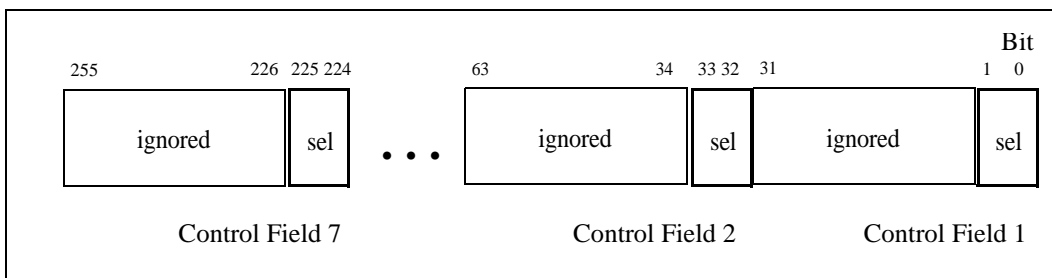 Bit
255 226 225 224 63 34 33 32 31 1 0
ignored sel • • • ignored sel ignored sel
Control Field 7 Control Field 2 Control Field 1